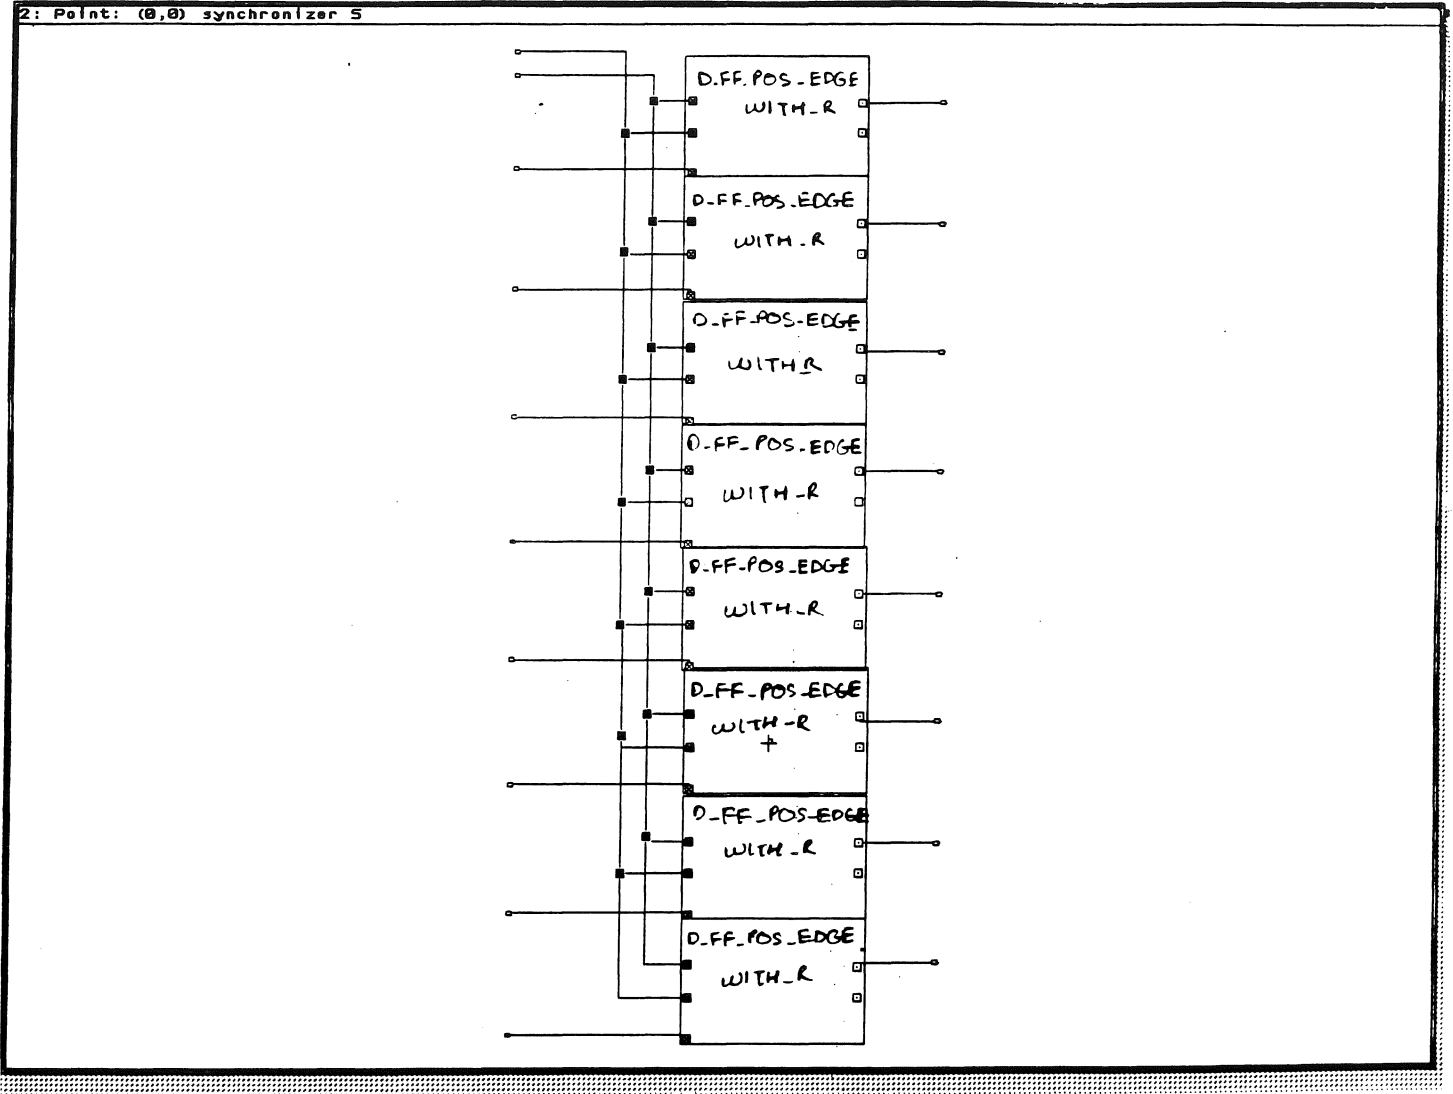 2: Point: (0,0) synchronizer S
D.FF.POS_EDGE
WITH_R
D_FF_POS_EDGE
WITH_R
D_FF_POS_EDGE
WITH_R
D_FF_POS_EDGE
WITH_R
D_FF_POS_EDGE
WITH_R
D_FF_POS_EDGE
WITH_R
D_FF_POS_EDGE
WITH_R
D_FF_POS_EDGE
WITH_R